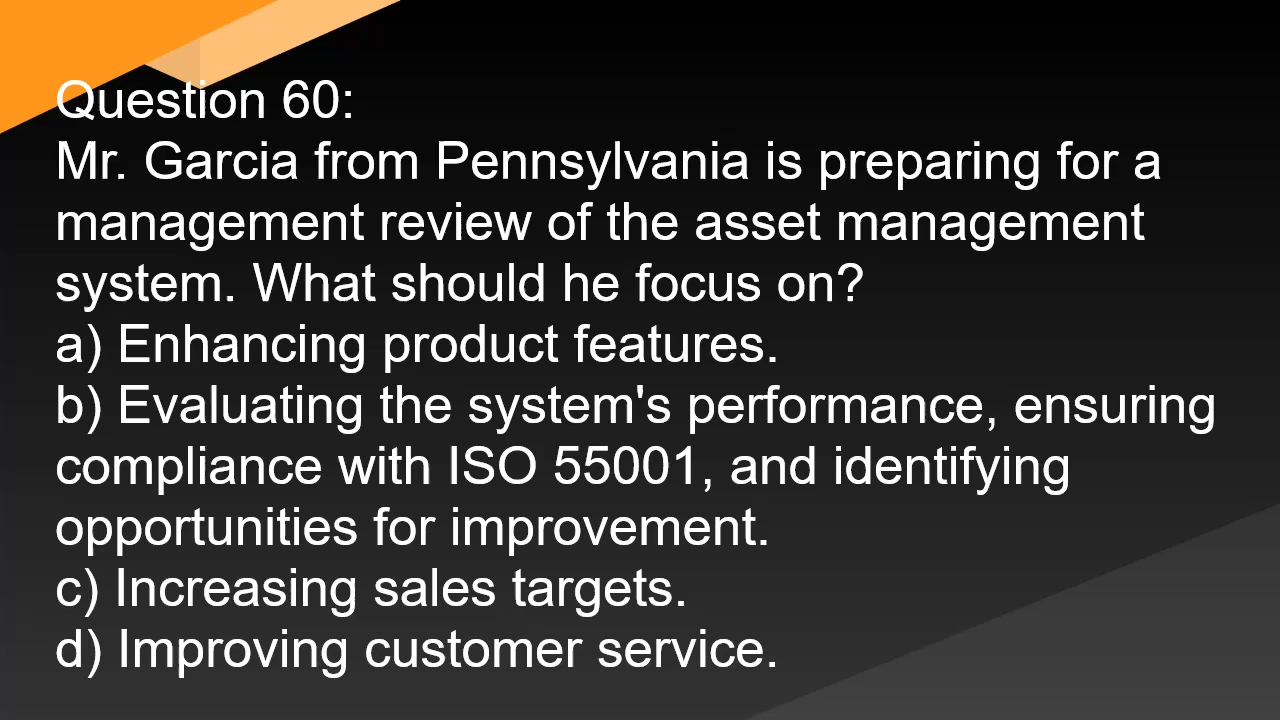 Question 60:
Mr. Garcia from Pennsylvania is preparing for a
management review of the asset management
system. What should he focus on?
a) Enhancing product features.
b) Evaluating the system's performance, ensuring
compliance with ISO 55001, and identifying
opportunities for improvement.
c) Increasing sales targets.
d) Improving customer service.